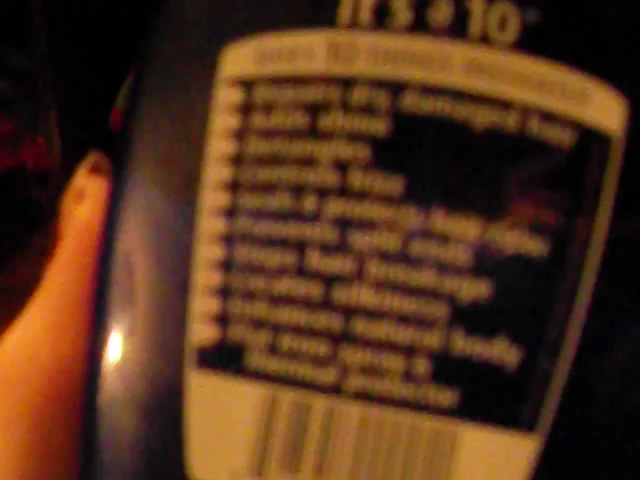 It's a 10
Repairs dry damaged hair
Adds shine
Detangles
Controls frizz
Seals & protects hair color
Prevents split ends
Stops hair breakage
Creates silkiness
Enhances natural body
Flat iron spray &
thermal protector